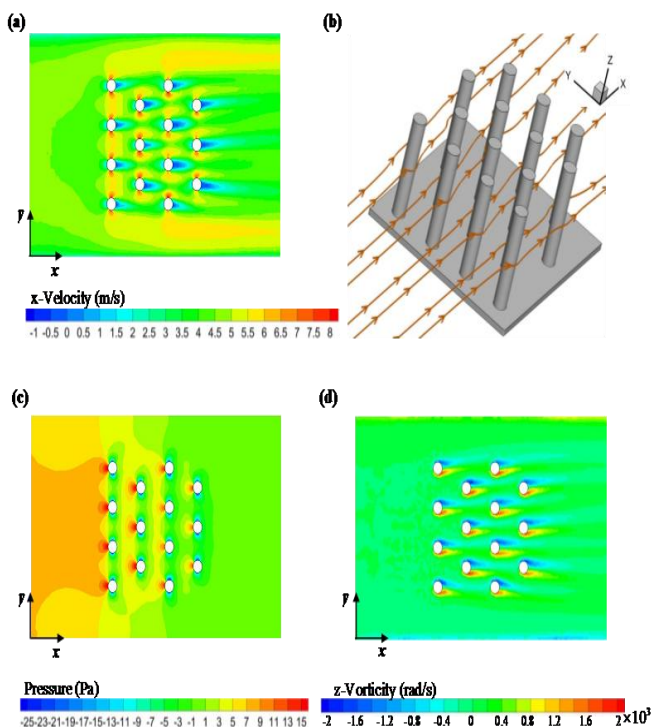 (a)
y
x
x-Velocity (m/s)
-1 -0.5 0 0.5 1 1.5 2 2.5 3 3.5 4 4.5 5 5.5 6 6.5 7 7.5 8
(b)
Z
Y
X
(c)
y
x
Pressure (Pa)
-25 -23 -21 -19 -17 -15 -13 -11 -9 -7 -5 -3 -1 1 3 5 7 9 11 13 15
(d)
y
x
z-Vorticity (rad/s)
-2 -1.6 -1.2 -0.8 -0.4 0 0.4 0.8 1.2 1.6 2 ×10³